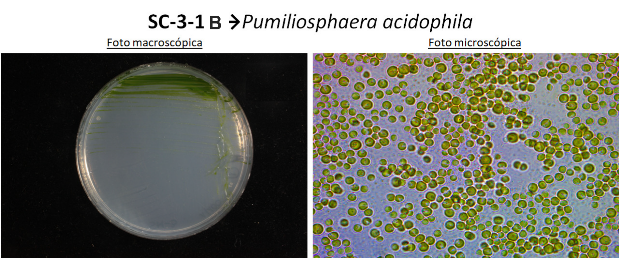 SC-3-1 B → Pumiliosphaera acidophila
Foto macroscópica
Foto microscópica